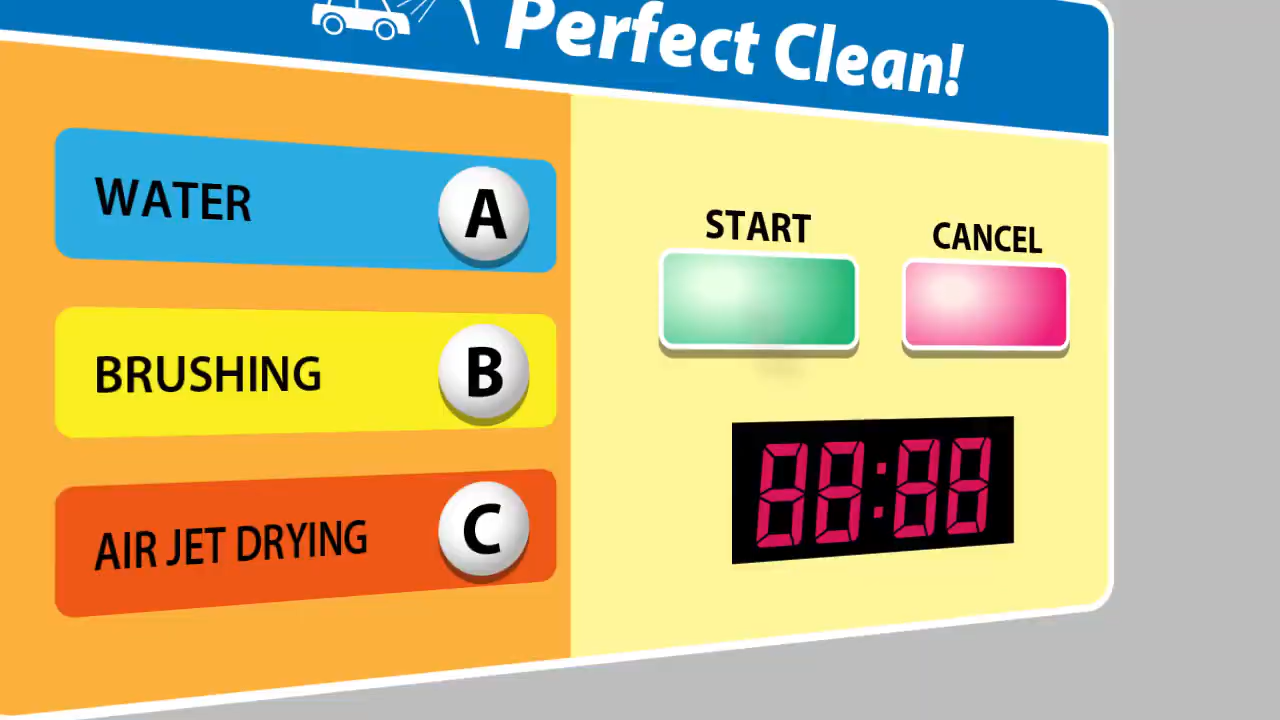 Perfect Clean!
WATER A
BRUSHING B
AIR JET DRYING C
START
CANCEL
88:88